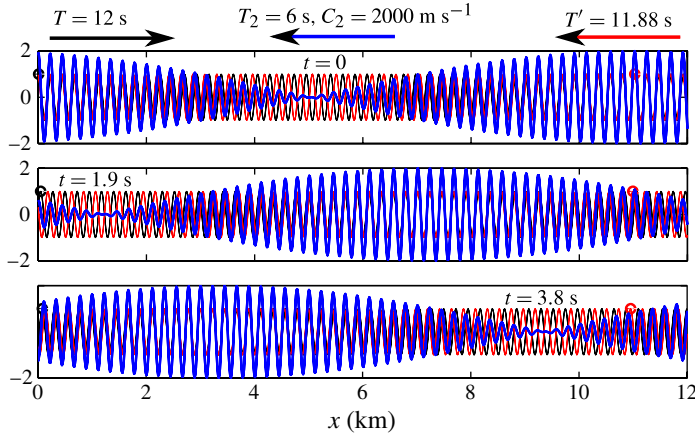 T = 12 s T₂ = 6 s, C₂ = 2000 m s⁻¹ T′ = 11.88 s
2 t = 0
0
−2
2 t = 1.9 s
0
−2
t = 3.8 s
−2
0 2 4 6 8 10 12
x (km)